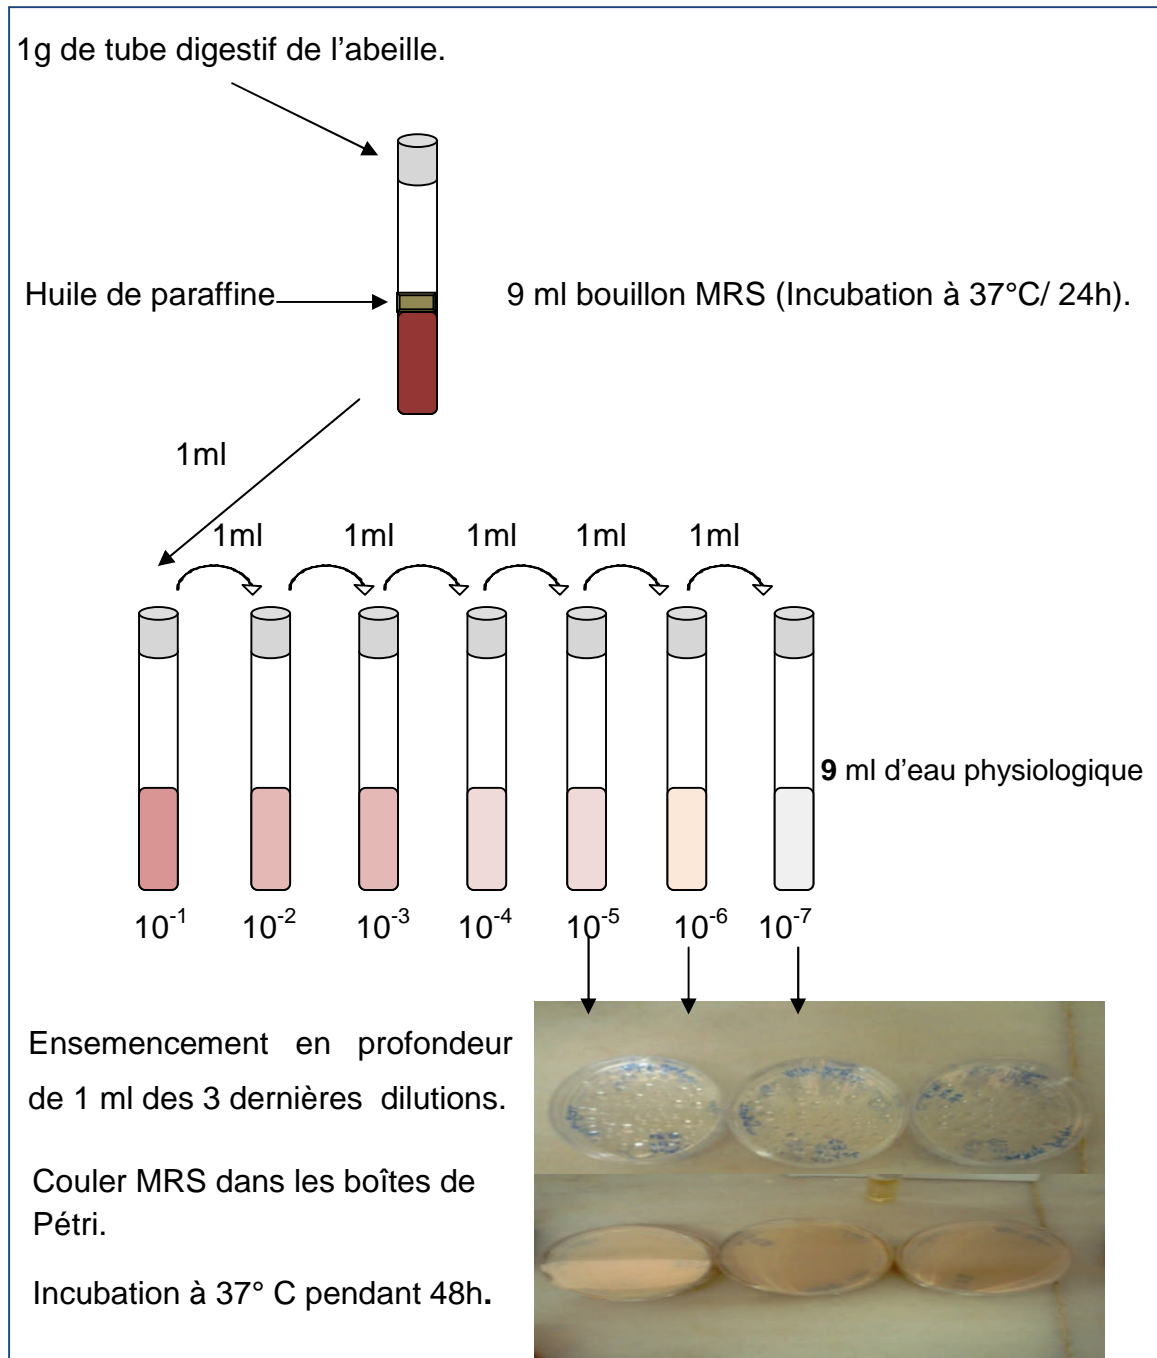 1g de tube digestif de l’abeille.
Huile de paraffine
9 ml bouillon MRS (Incubation à 37°C/ 24h).
1ml
1ml 1ml 1ml 1ml 1ml
9 ml d’eau physiologique
10-1 10-2 10-3 10-4 10-5 10-6 10-7
Ensemencement en profondeur
de 1 ml des 3 dernières dilutions.
Couler MRS dans les boîtes de
Pétri.
Incubation à 37° C pendant 48h.